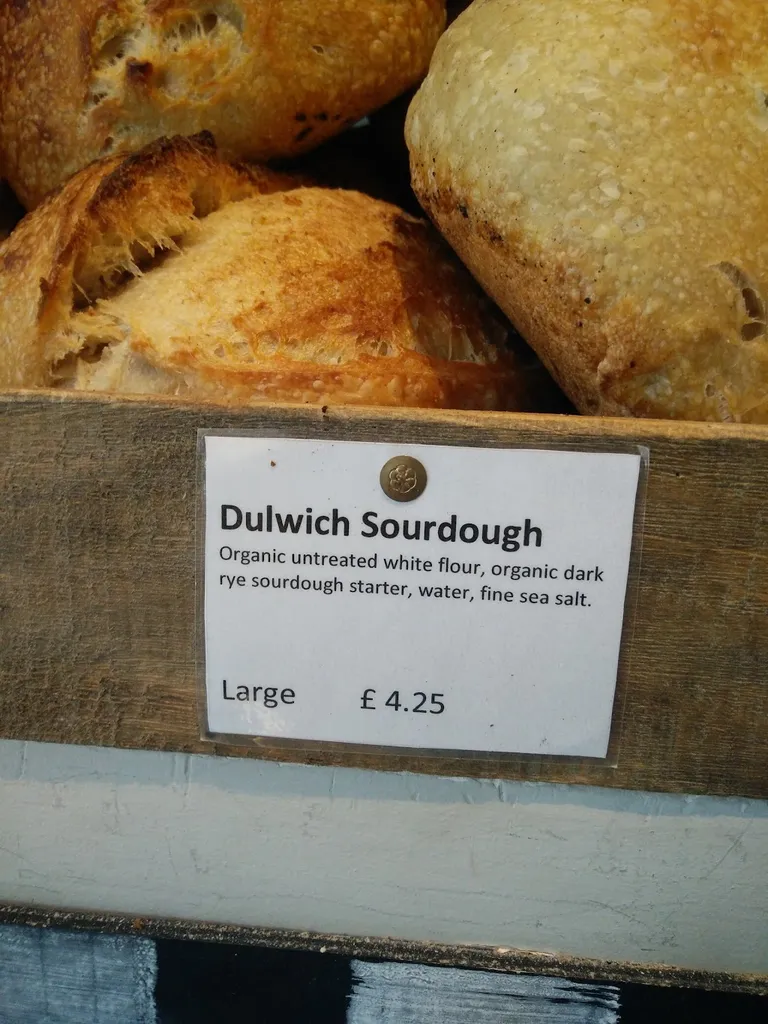 Dulwich Sourdough
Organic untreated white flour, organic dark
rye sourdough starter, water, fine sea salt.
Large £ 4.25